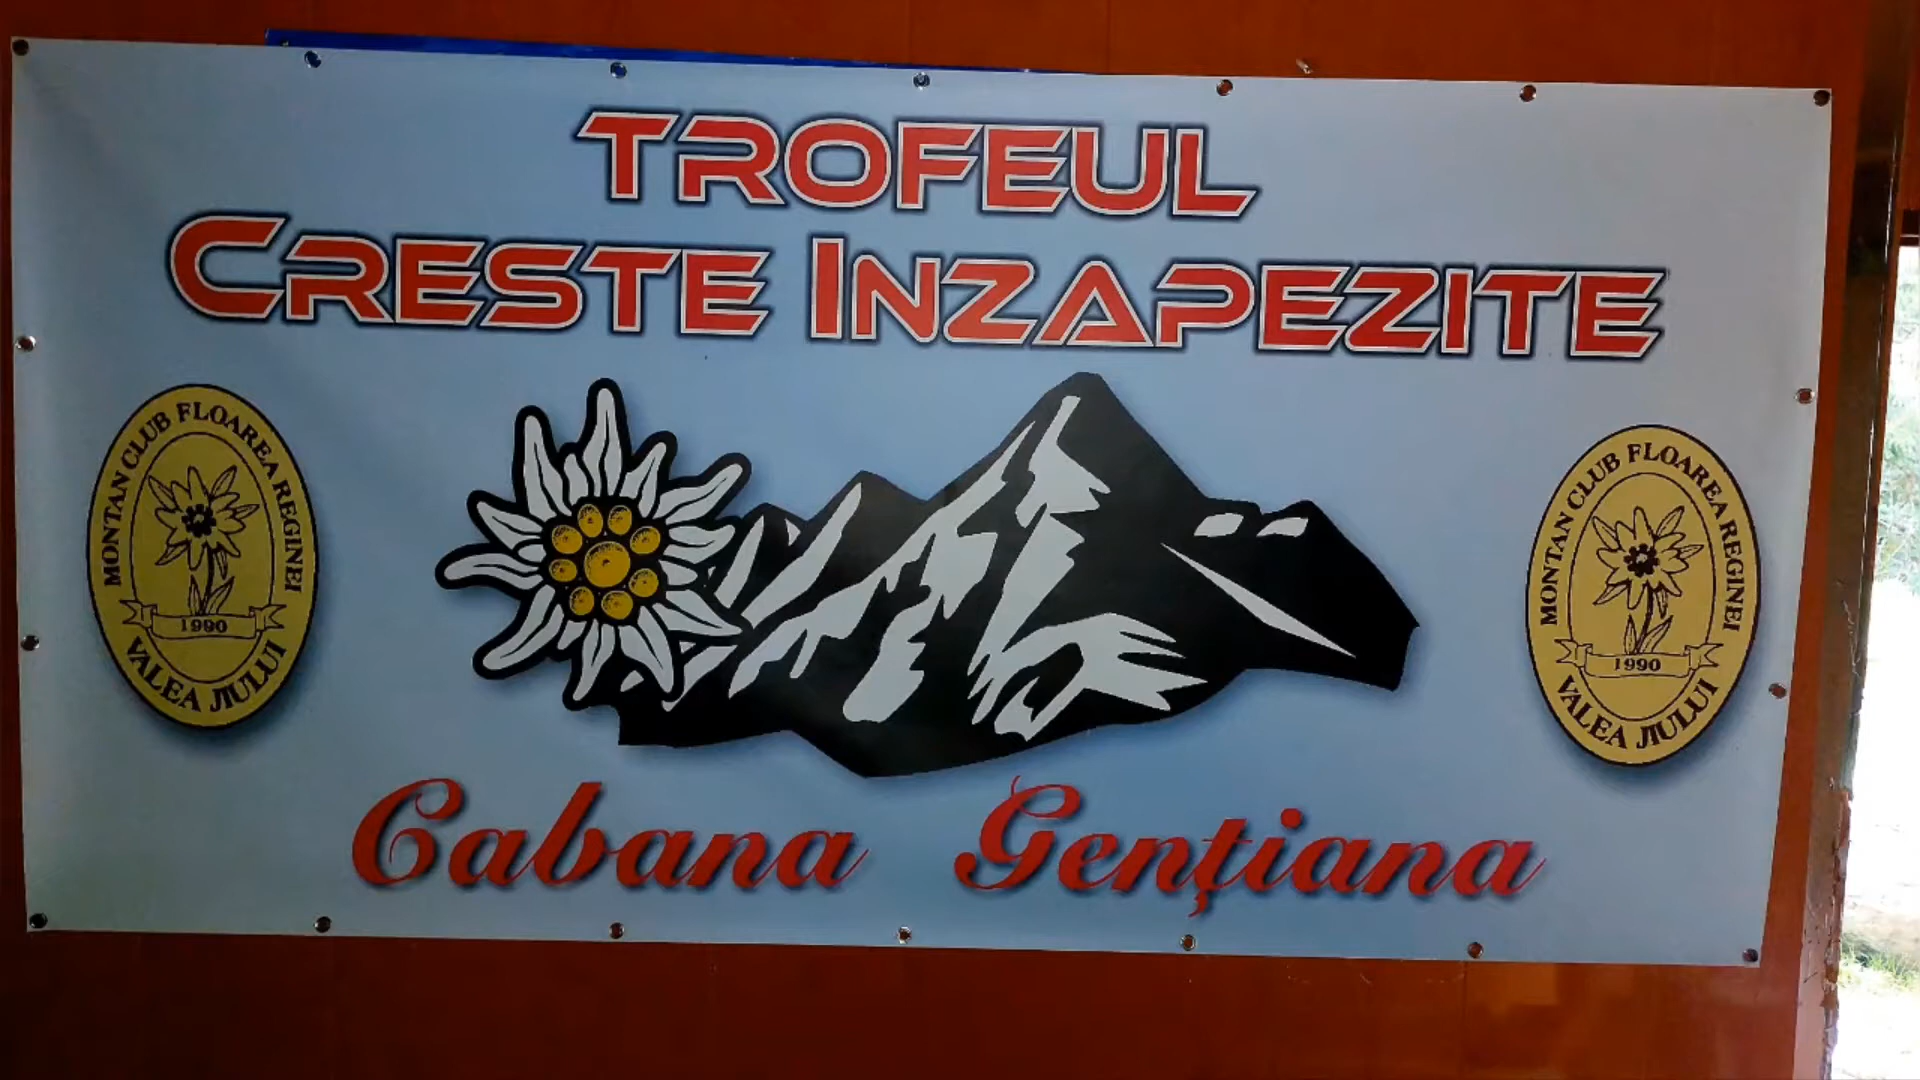 TROFEUL
CRESTE INZAPEZITE
MONTAN CLUB FLOAREA REGINEI
1990
VALEA JIULUI
MONTAN CLUB FLOAREA REGINEI
1990
VALEA JIULUI
Cabana Gențiana